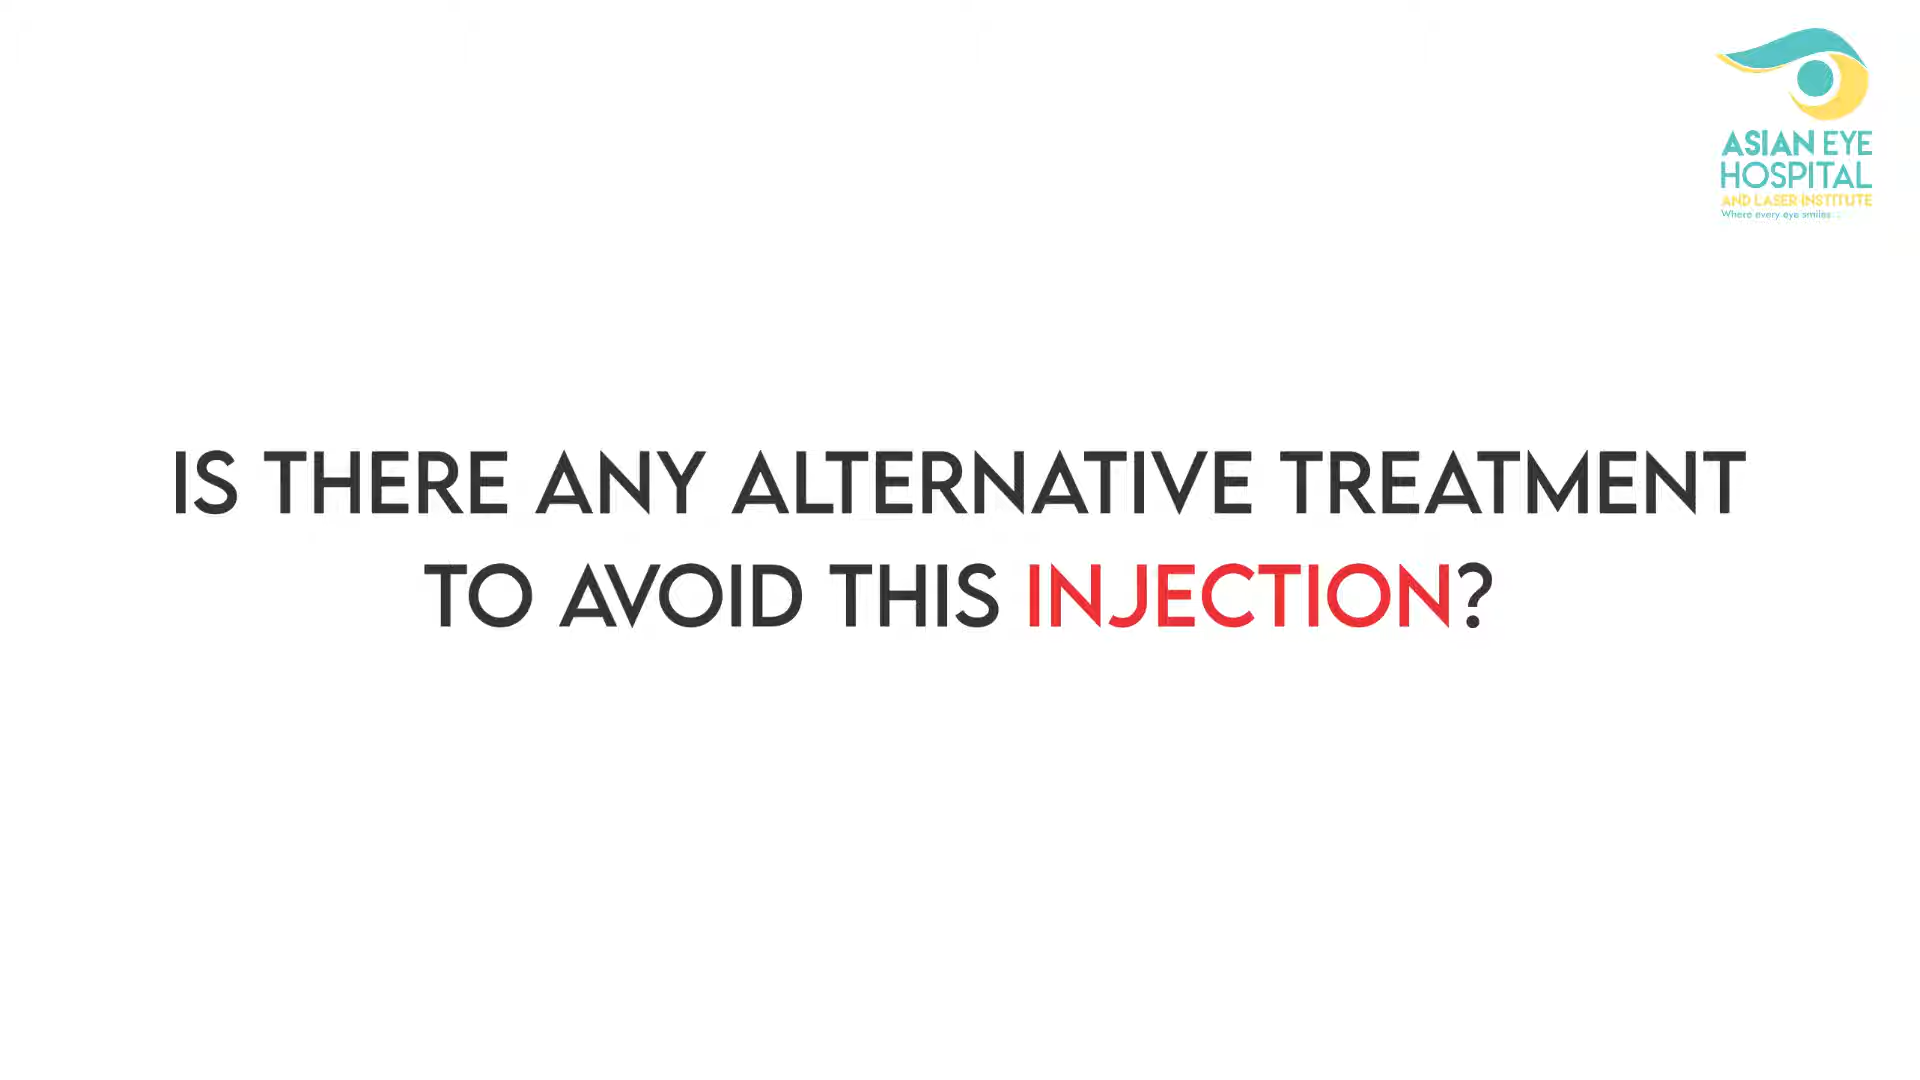 ASIAN EYE
HOSPITAL
AND LASER INSTITUTE
Where every eye smiles
IS THERE ANY ALTERNATIVE TREATMENT
TO AVOID THIS INJECTION?